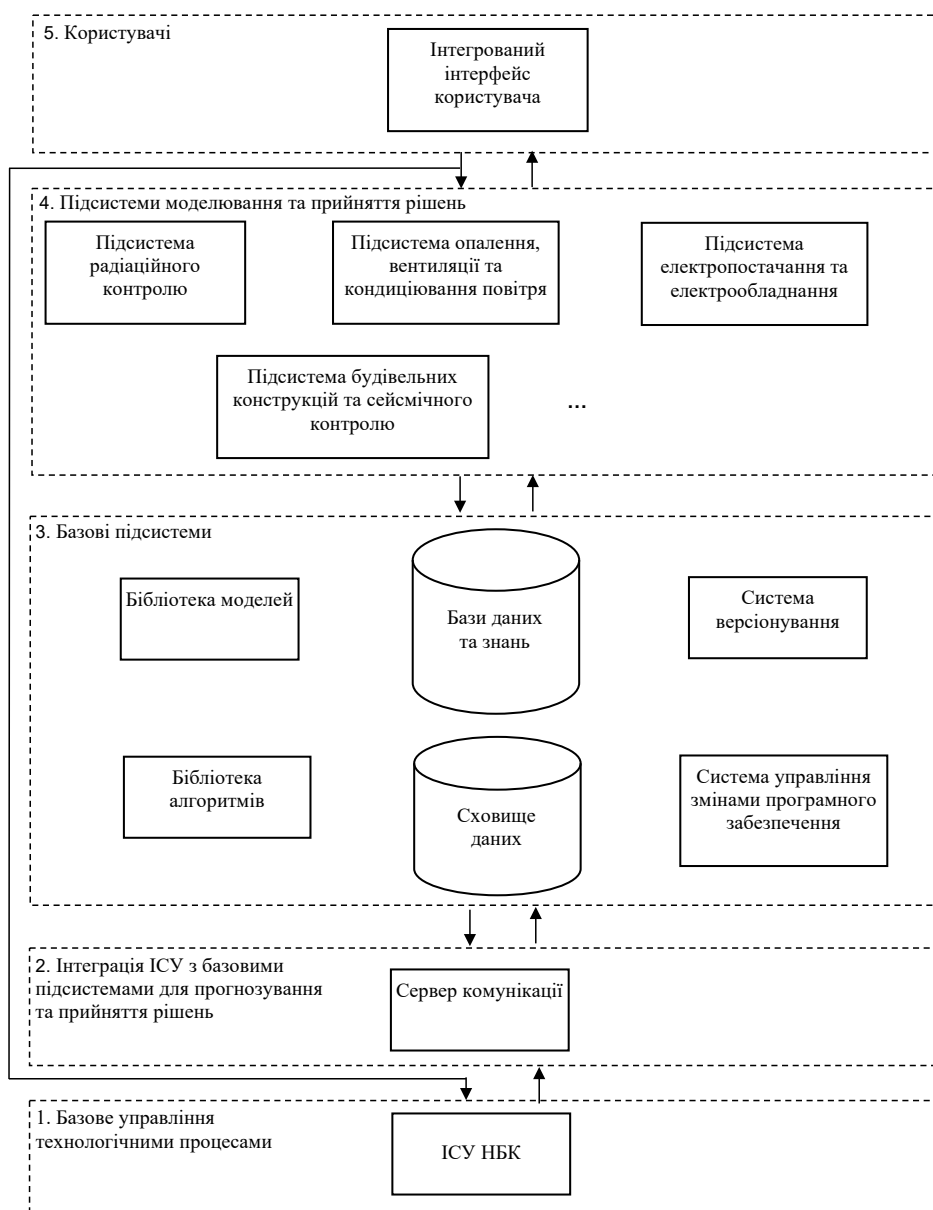 5. Користувачі
Інтегрований
інтерфейс
користувача
4. Підсистеми моделювання та прийняття рішень
Підсистема
радіаційного
контролю
Підсистема опалення,
вентиляції та
кондиціювання повітря
Підсистема
електропостачання та
електрообладнання
Підсистема будівельних
конструкцій та сейсмічного
контролю
...
3. Базові підсистеми
Бібліотека моделей
Бази даних
та знань
Система
версіонування
Бібліотека
алгоритмів
Сховище
даних
Система управління
змінами програмного
забезпечення
2. Інтеграція ІСУ з базовими
підсистемами для прогнозування
та прийняття рішень
Сервер комунікації
1. Базове управління
технологічними процесами
ІСУ НБК